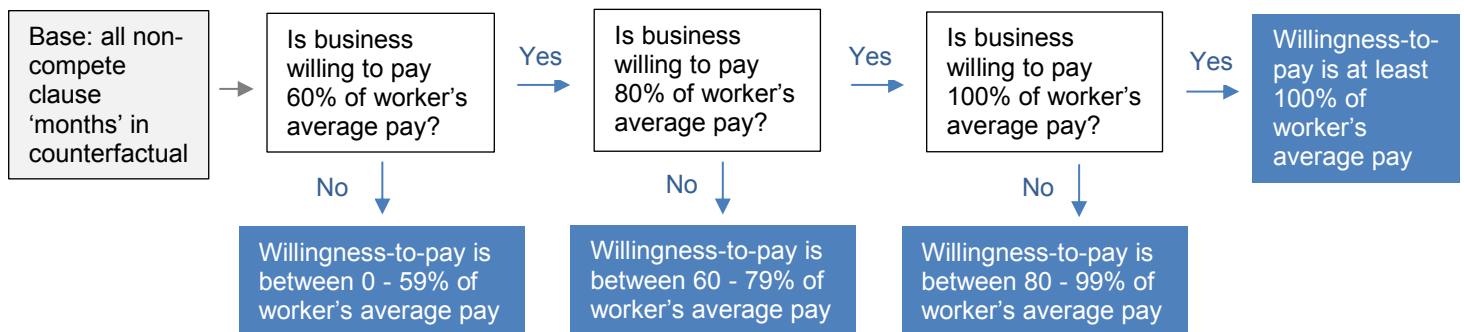 Base: all non-
compete
clause
‘months’ in
counterfactual
Is business
willing to pay
60% of worker’s
average pay?
Yes
Is business
willing to pay
80% of worker’s
average pay?
Yes
Is business
willing to pay
100% of worker’s
average pay?
Yes
Willingness-to-
pay is at least
100% of
worker’s
average pay
No
No
No
Willingness-to-pay is
between 0 - 59% of
worker’s average pay
Willingness-to-pay is
between 60 - 79% of
worker’s average pay
Willingness-to-pay is
between 80 - 99% of
worker’s average pay